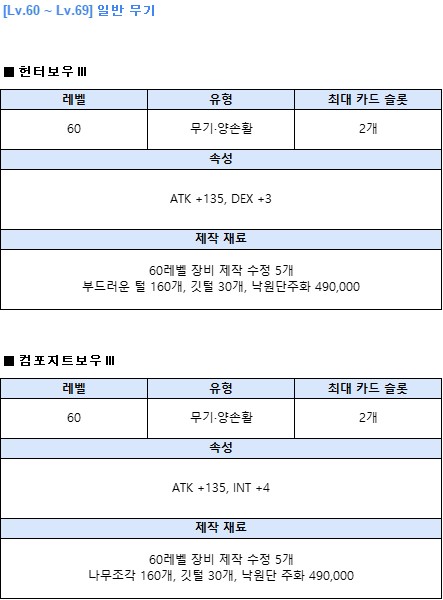 [Lv.60 ~ Lv.69] 일반 무기
■ 헌터보우Ⅲ
레벨 유형 최대 카드 슬롯
60 무기·양손활 2개
속성
ATK +135, DEX +3
제작 재료
60레벨 장비 제작 수정 5개
부드러운 털 160개, 깃털 30개, 낙원단주화 490,000
■ 컴포지트보우Ⅲ
레벨 유형 최대 카드 슬롯
60 무기·양손활 2개
속성
ATK +135, INT +4
제작 재료
60레벨 장비 제작 수정 5개
나무조각 160개, 깃털 30개, 낙원단 주화 490,000